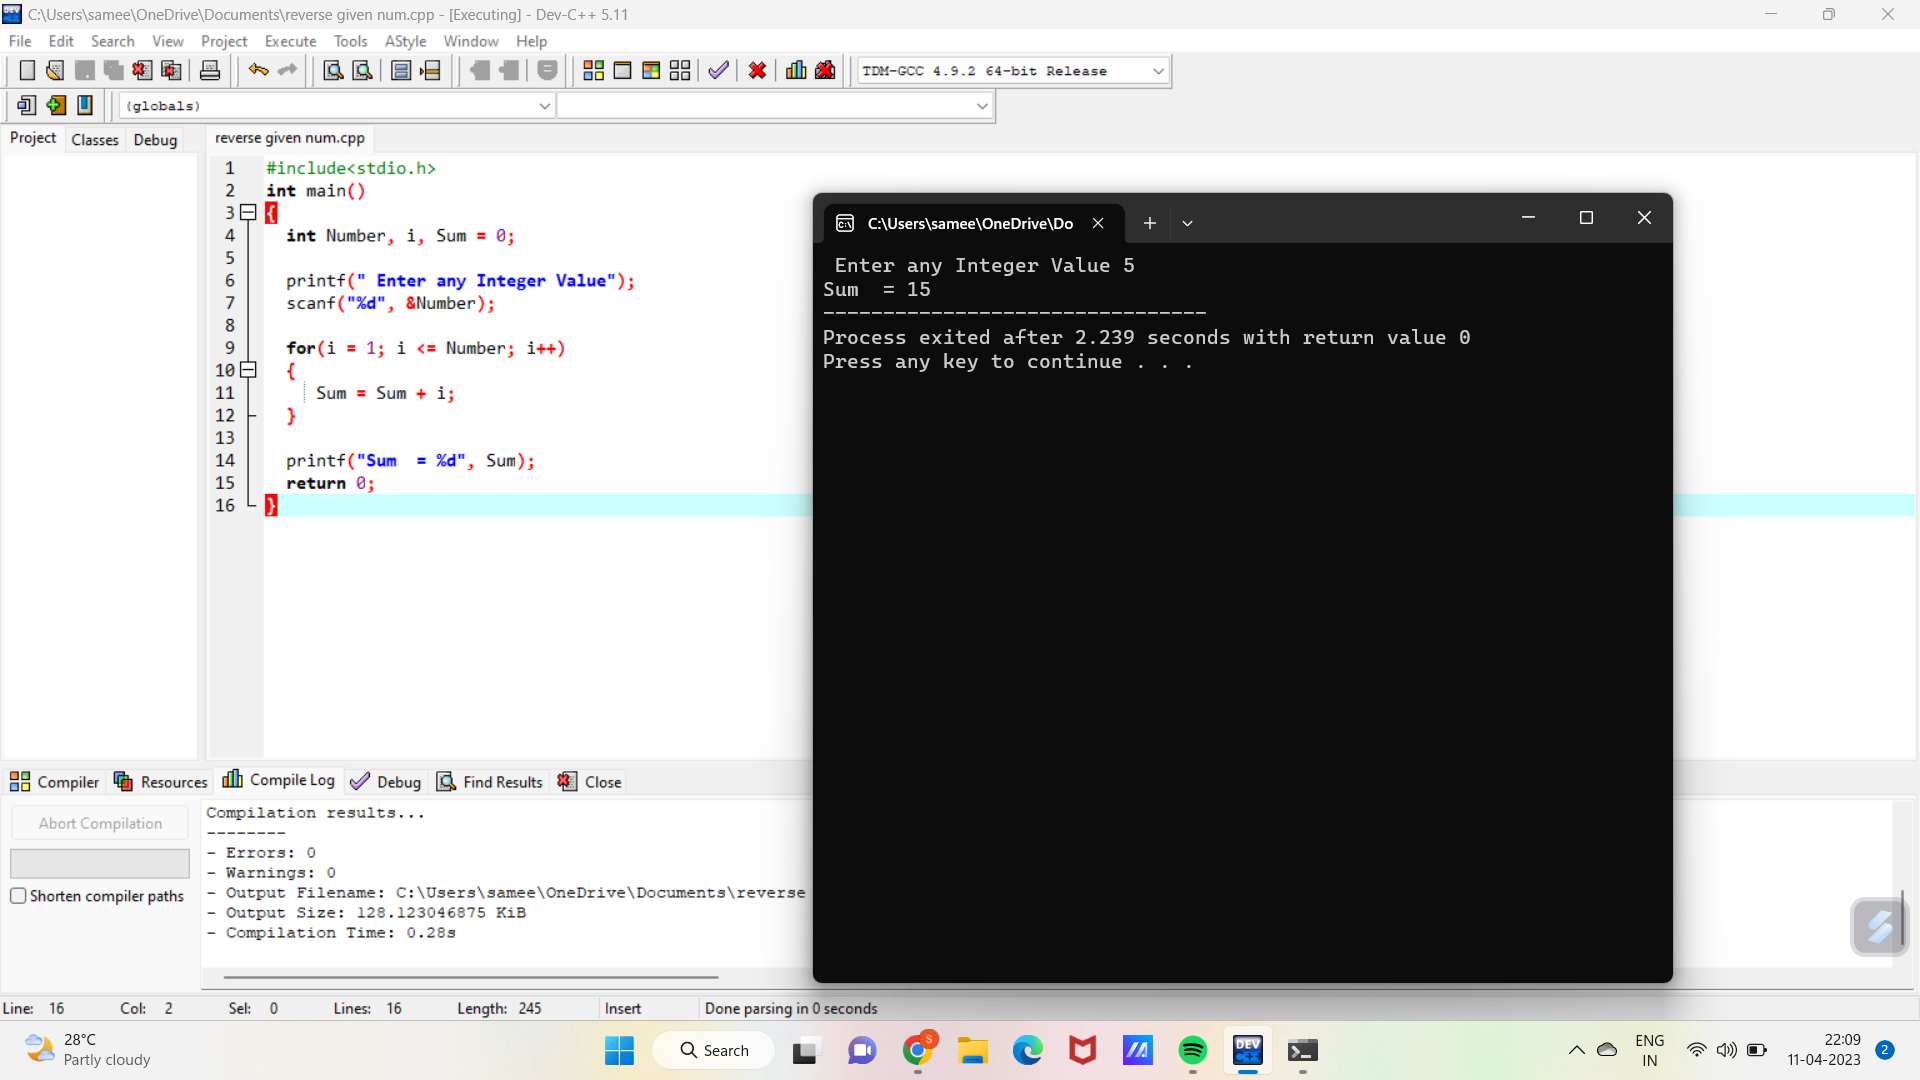 C:\Users\samee\OneDrive\Documents\reverse given num.cpp - [Executing] - Dev-C++ 5.11
File Edit Search View Project Execute Tools AStyle Window Help
TDM-GCC 4.9.2 64-bit Release
(globals)
Project Classes Debug
reverse given num.cpp
1 #include<stdio.h>
2 int main()
3 {
4 int Number, i, Sum = 0;
5
6 printf(" Enter any Integer Value");
7 scanf("%d", &Number);
8
9 for(i = 1; i <= Number; i++)
10 {
11 Sum = Sum + i;
12 }
13
14 printf("Sum  = %d", Sum);
15 return 0;
16 }
C:\Users\samee\OneDrive\Do
Enter any Integer Value 5
Sum  = 15
--------------------------------
Process exited after 2.239 seconds with return value 0
Press any key to continue . . .
Compiler Resources Compile Log Debug Find Results Close
Abort Compilation
Shorten compiler paths
Compilation results...
--------
- Errors: 0
- Warnings: 0
- Output Filename: C:\Users\samee\OneDrive\Documents\reverse
- Output Size: 128.123046875 KiB
- Compilation Time: 0.28s
Line: 16 Col: 2 Sel: 0 Lines: 16 Length: 245 Insert Done parsing in 0 seconds
28°C
Partly cloudy
Search
S
DEV
C++
ENG
IN
22:09
11-04-2023
2